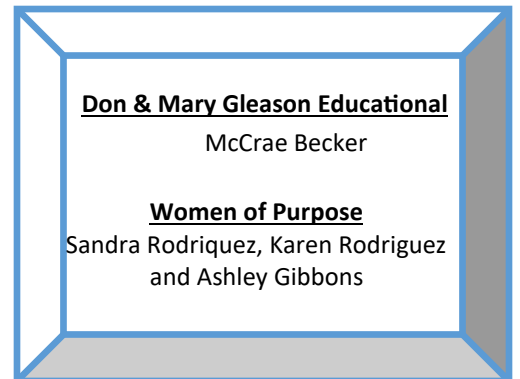 Don & Mary Gleason Educational
McCrae Becker
Women of Purpose
Sandra Rodriquez, Karen Rodriguez
and Ashley Gibbons